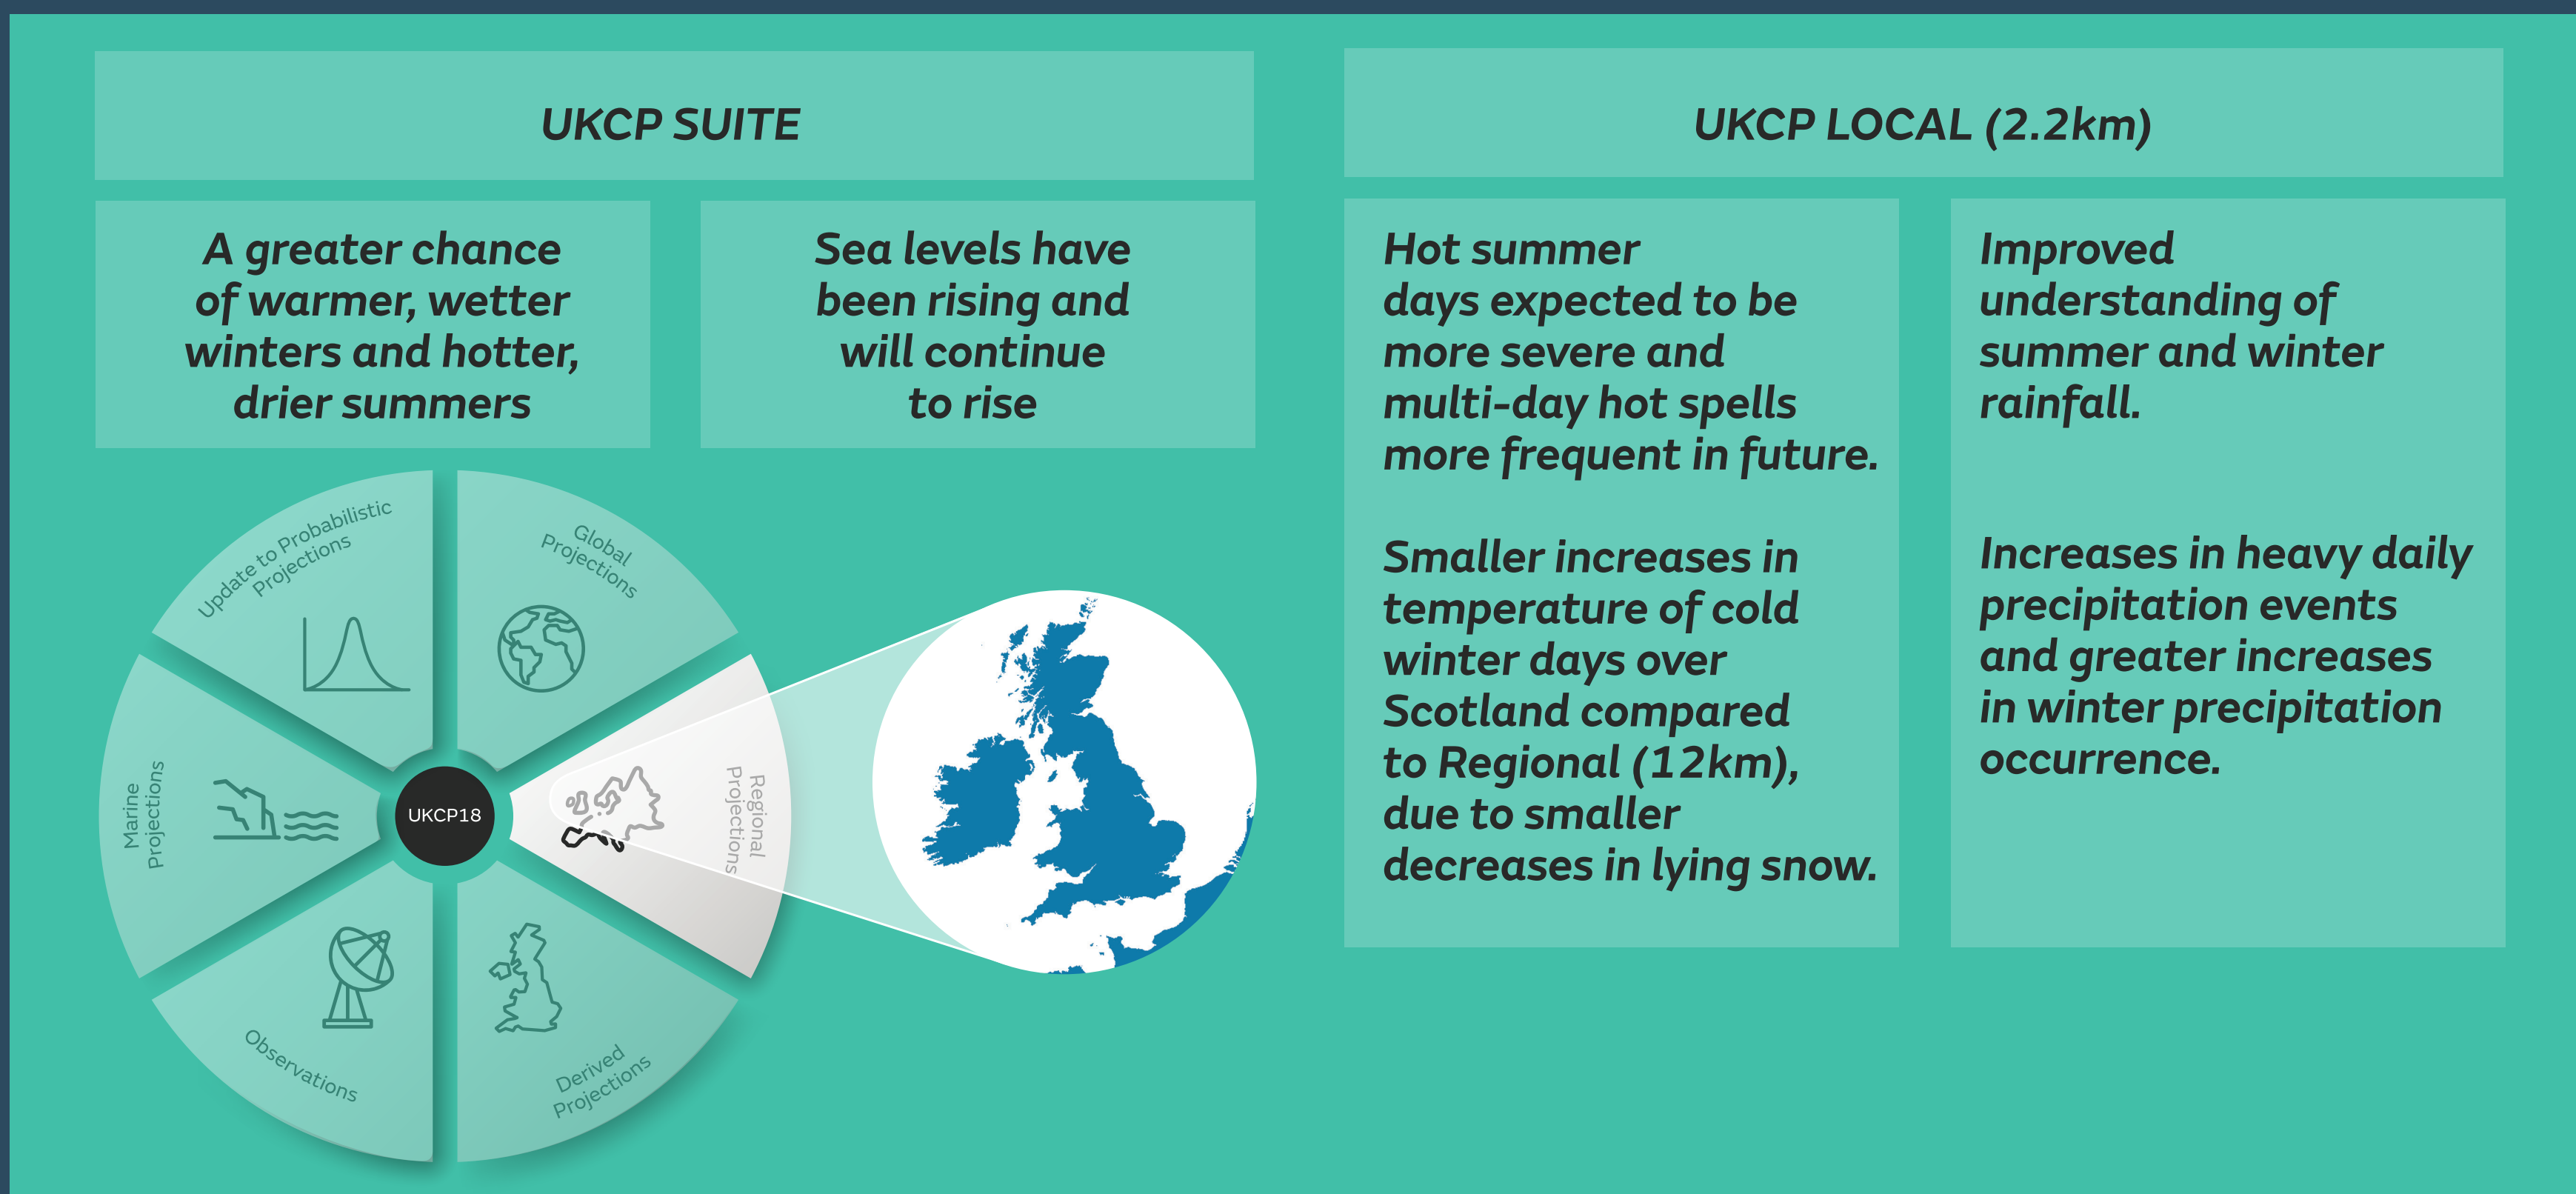 UKCP SUITE
A greater chance
of warmer, wetter
winters and hotter,
drier summers
Sea levels have
been rising and
will continue
to rise
Update to Probabilistic
Projections
Global
Projections
Regional
Projections
Marine
Projections
UKCP18
Observations
Derived
Projections
UKCP LOCAL (2.2km)
Hot summer
days expected to be
more severe and
multi-day hot spells
more frequent in future.
Smaller increases in
temperature of cold
winter days over
Scotland compared
to Regional (12km),
due to smaller
decreases in lying snow.
Improved
understanding of
summer and winter
rainfall.
Increases in heavy daily
precipitation events
and greater increases
in winter precipitation
occurrence.